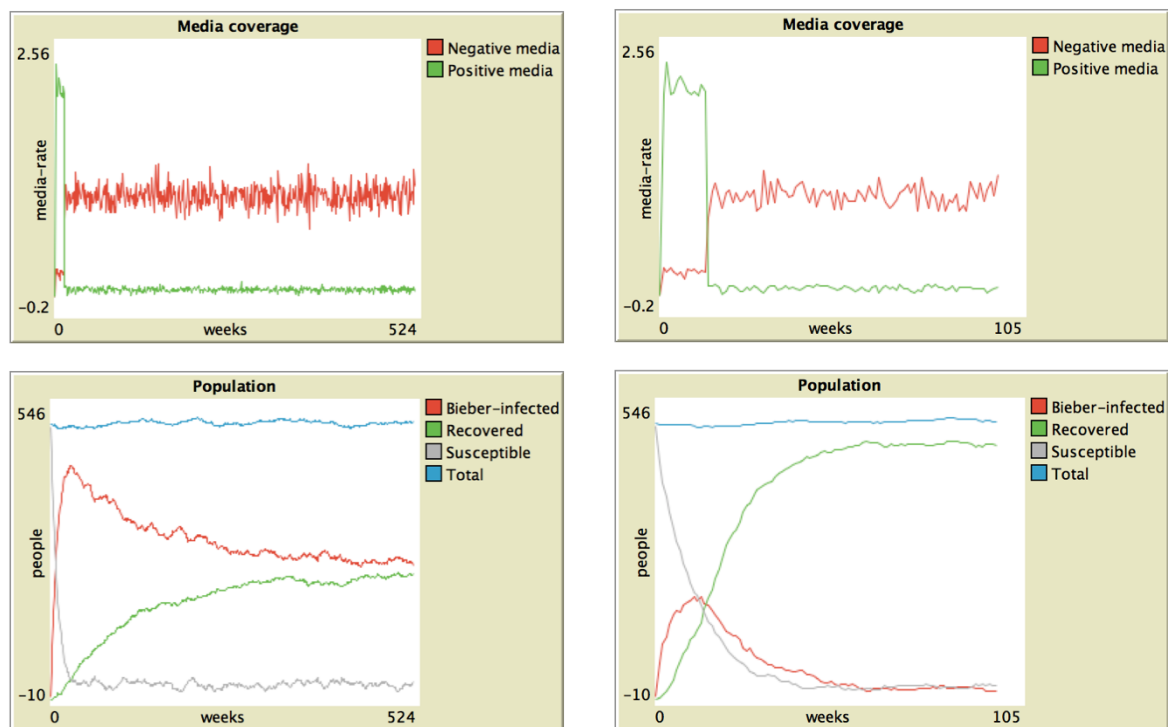 Media coverage
2.56
media-rate
-0.2
0 weeks 524
Negative media
Positive media
Media coverage
2.56
media-rate
-0.2
0 weeks 105
Negative media
Positive media
Population
546
people
-10
0 weeks 524
Bieber-infected
Recovered
Susceptible
Total
Population
546
people
-10
0 weeks 105
Bieber-infected
Recovered
Susceptible
Total